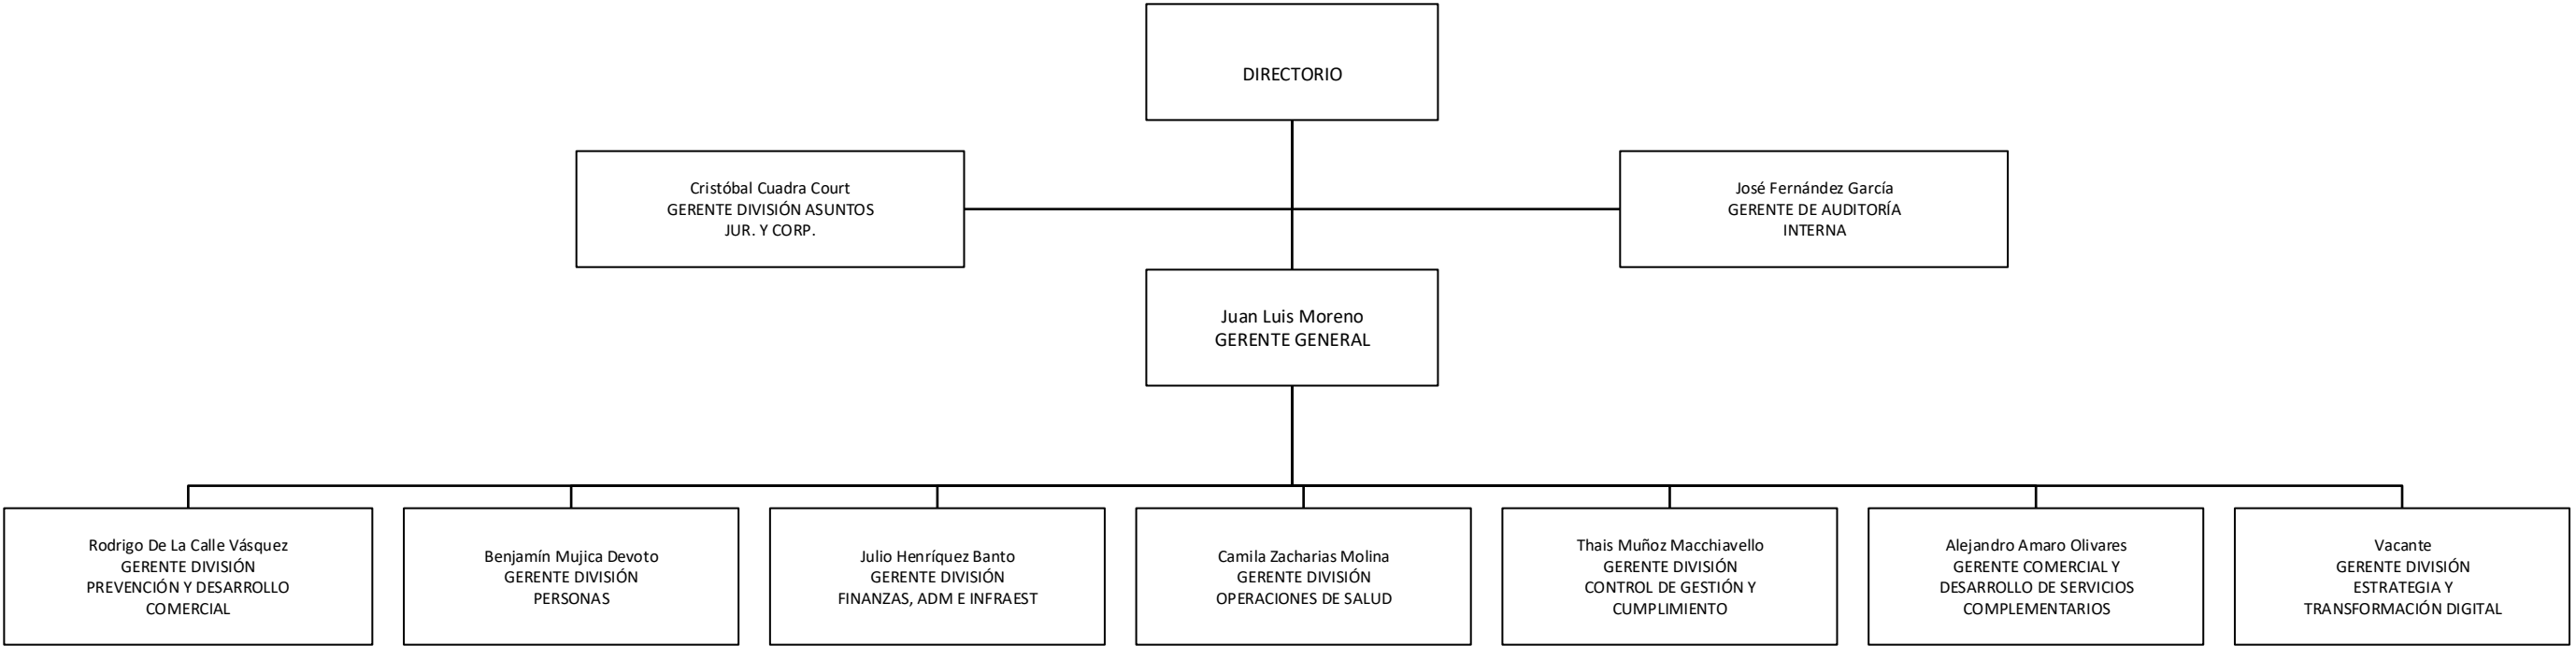 DIRECTORIO
Cristóbal Cuadra Court
GERENTE DIVISIÓN ASUNTOS
JUR. Y CORP.
José Fernández García
GERENTE DE AUDITORÍA
INTERNA
Juan Luis Moreno
GERENTE GENERAL
Rodrigo De La Calle Vásquez
GERENTE DIVISIÓN
PREVENCIÓN Y DESARROLLO
COMERCIAL
Benjamín Mujica Devoto
GERENTE DIVISIÓN
PERSONAS
Julio Henríquez Banto
GERENTE DIVISIÓN
FINANZAS, ADM E INFRAEST
Camila Zacharias Molina
GERENTE DIVISIÓN
OPERACIONES DE SALUD
Thais Muñoz Macchiavello
GERENTE DIVISIÓN
CONTROL DE GESTIÓN Y
CUMPLIMIENTO
Alejandro Amaro Olivares
GERENTE COMERCIAL Y
DESARROLLO DE SERVICIOS
COMPLEMENTARIOS
Vacante
GERENTE DIVISIÓN
ESTRATEGIA Y
TRANSFORMACIÓN DIGITAL